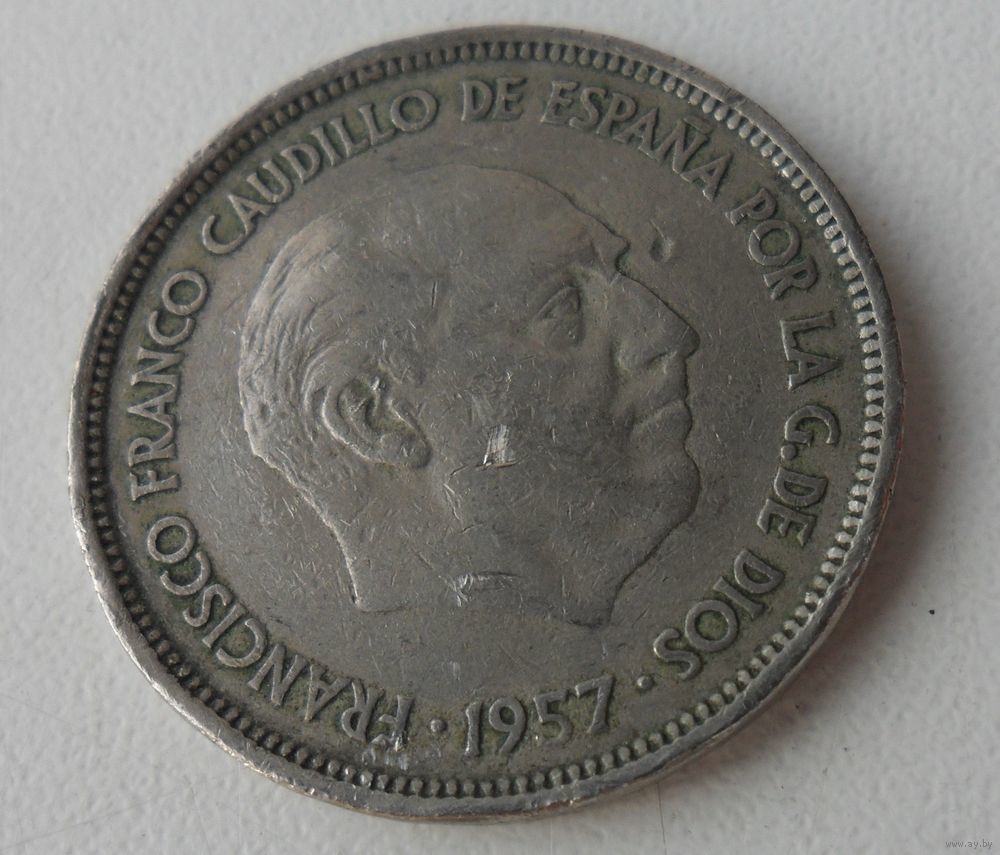 FRANCISCO FRANCO CAUDILLO DE ESPAÑA POR LA G. DE DIOS
· 1957 ·
www.ay.by